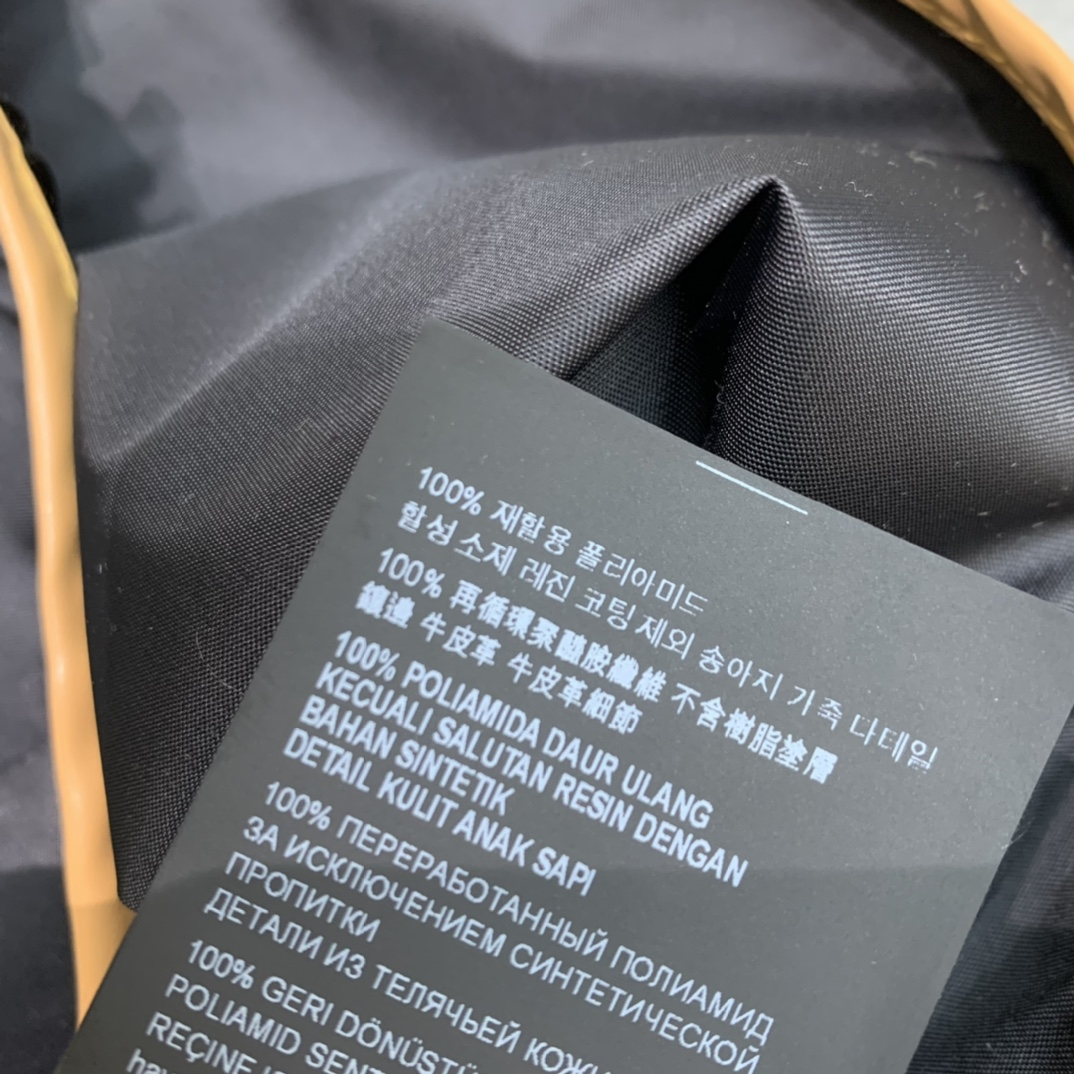 100% 재활용 폴리아미드
합성 소재 레진 코팅 제외 송아지 가죽 디테일
100% 再循環聚醯胺纖維 不含樹脂塗層
鑲邊 牛皮革 牛皮革細節
100% POLIAMIDA DAUR ULANG
KECUALI SALUTAN RESIN DENGAN
BAHAN SINTETIK
DETAIL KULIT ANAK SAPI
100% ПЕРЕРАБОТАННЫЙ ПОЛИАМИД
ЗА ИСКЛЮЧЕНИЕМ СИНТЕТИЧЕСКОЙ
ПРОПИТКИ
ДЕТАЛИ ИЗ ТЕЛЯЧЬЕЙ КОЖИ
100% GERI DÖNÜSTÜ
POLIAMID SENT
REÇINE